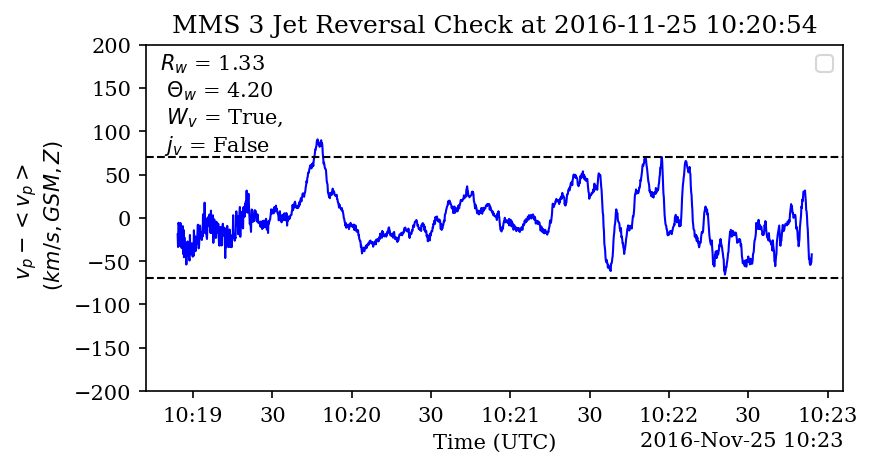 MMS 3 Jet Reversal Check at 2016-11-25 10:20:54
R_w = 1.33
Θ_w = 4.20
W_v = True,
j_v = False
200
150
100
50
0
−50
−100
−150
−200
v_p − < v_p >
(km/s, GSM, Z)
10:19 30 10:20 30 10:21 30 10:22 30 10:23
Time (UTC)
2016-Nov-25 10:23